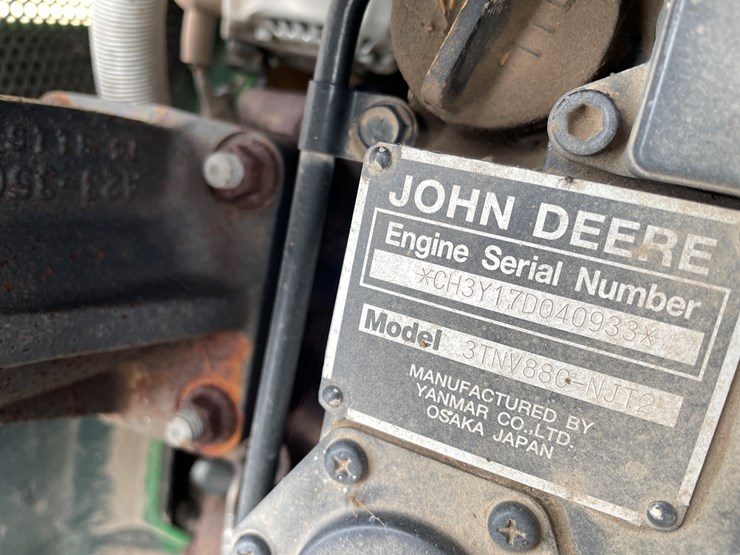 JOHN DEERE
Engine Serial Number
*CH3Y17D040933*
Model 3TNV88C-NJT2
MANUFACTURED BY
YANMAR CO.,LTD.
OSAKA JAPAN